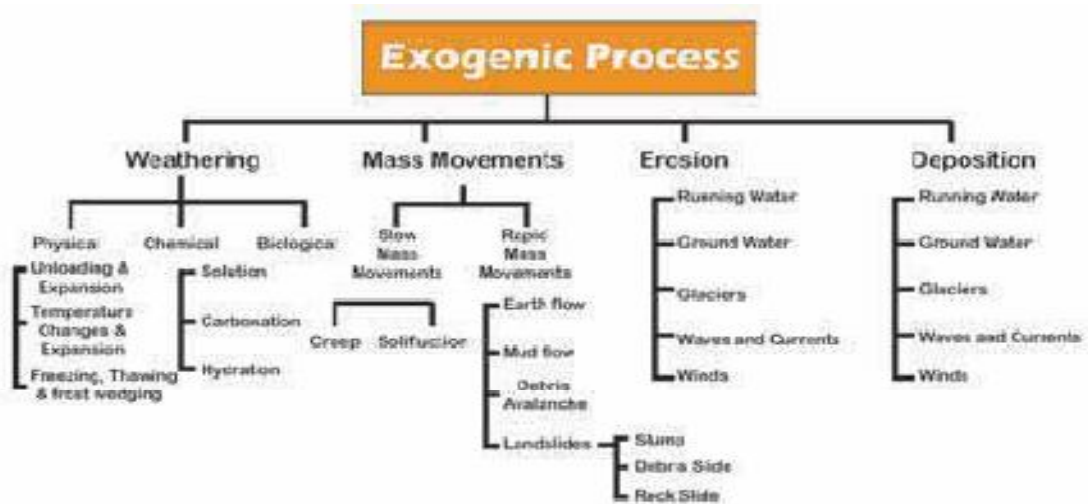 Exogenic Process
Weathering
Mass Movements
Erosion
Deposition
Physical
Chemical
Biological
Unloading &
Expansion
Temperature
Changes &
Expansion
Freezing, Thawing
& frost wedging
Solution
Carbonation
Hydration
Slow
Mass
Movements
Rapid
Mass
Movements
Creep
Solifluction
Earth flow
Mud flow
Debris
Avalanche
Landslides
Slump
Debris Slide
Rock Slide
Running Water
Ground Water
Glaciers
Waves and Currents
Winds
Running Water
Ground Water
Glaciers
Waves and Currents
Winds